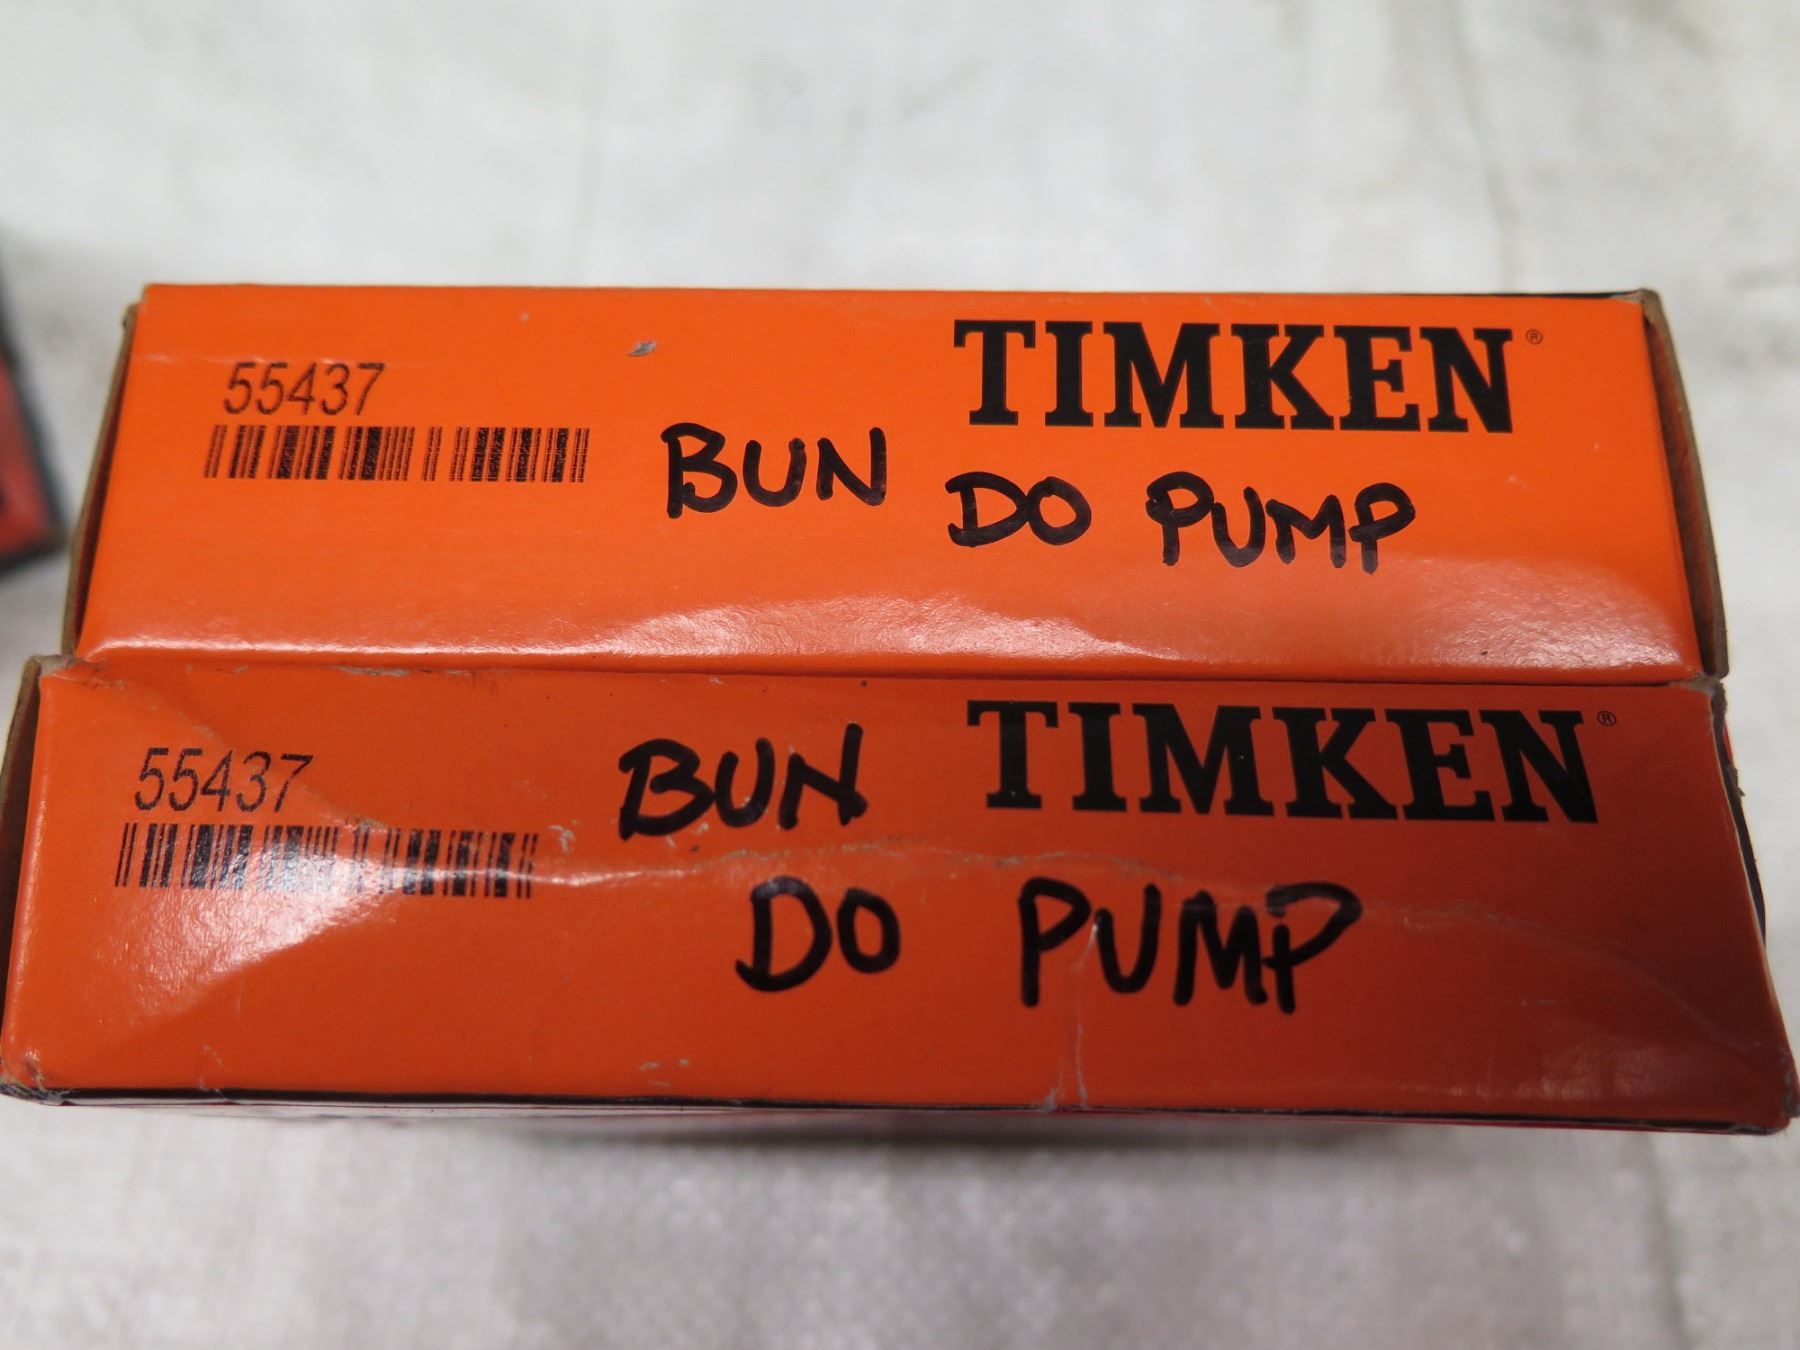 TIMKEN®
55437
BUN DO PUMP
TIMKEN®
55437
BUN
DO PUMP